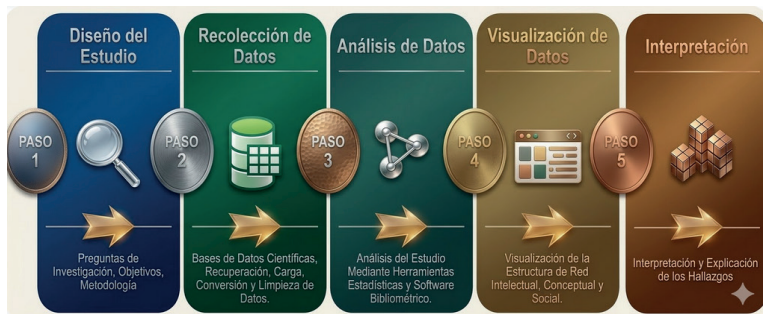 Diseño del
Estudio
PASO
1
Preguntas de
Investigación, Objetivos,
Metodología
Recolección de
Datos
PASO
2
Bases de Datos Científicas,
Recuperación, Carga,
Conversión y Limpieza de
Datos.
Análisis de Datos
PASO
3
Análisis del Estudio
Mediante Herramientas
Estadísticas y Software
Bibliométrico.
Visualización de
Datos
PASO
4
Visualización de la
Estructura de Red
Intelectual, Conceptual y
Social.
Interpretación
PASO
5
Interpretación y Explicación
de los Hallazgos